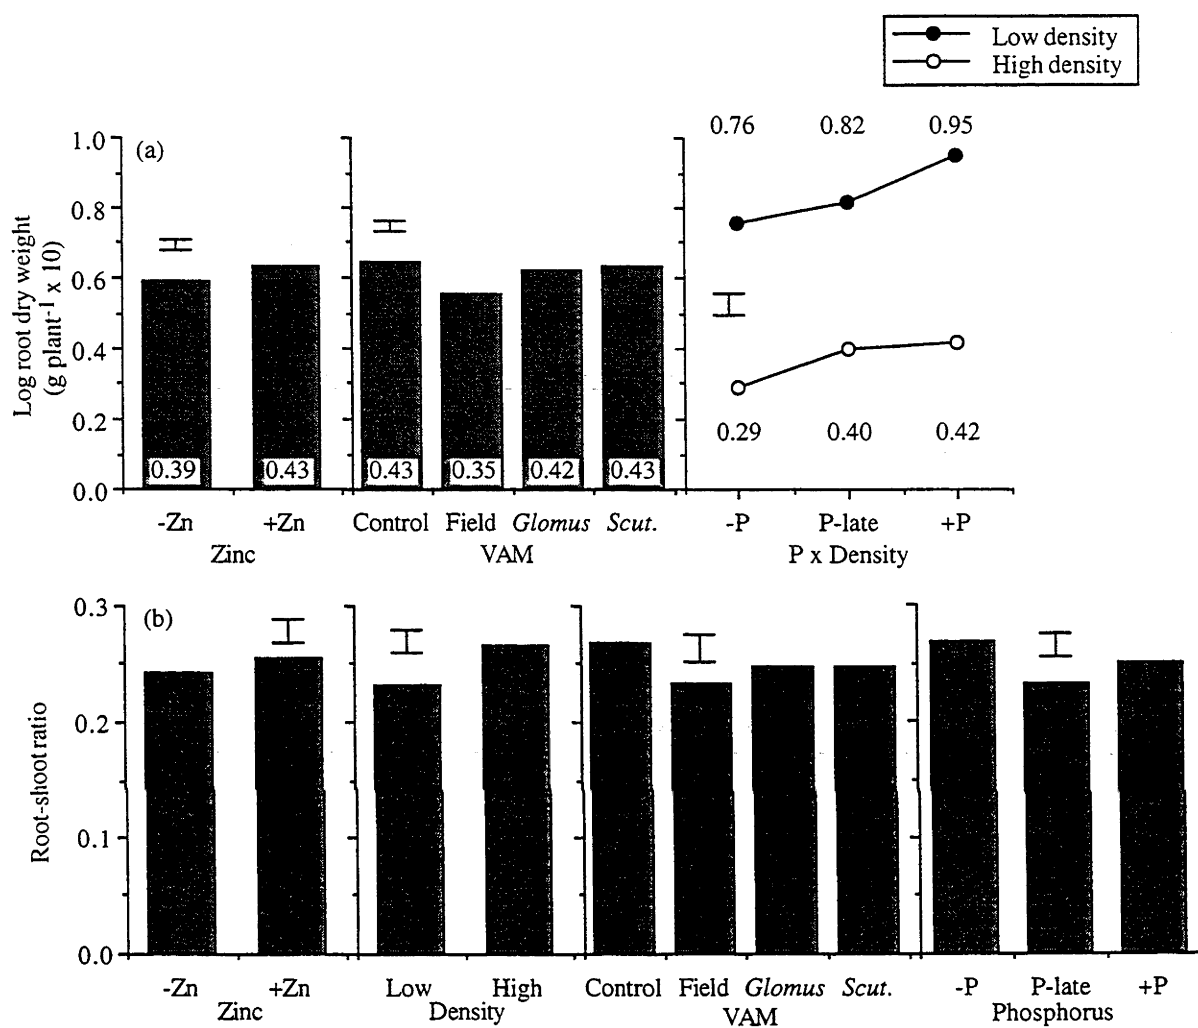 Low density
High density
0.76 0.82 0.95
1.0 (a)
0.8
0.6
0.4
0.2
0.0
Log root dry weight
(g plant⁻¹ x 10)
0.29 0.40 0.42
0.39 0.43 0.43 0.35 0.42 0.43
-Zn +Zn Control Field Glomus Scut. -P P-late +P
Zinc VAM P x Density
0.3 (b)
0.2
0.1
0.0
Root-shoot ratio
-Zn +Zn Low High Control Field Glomus Scut. -P P-late +P
Zinc Density VAM Phosphorus